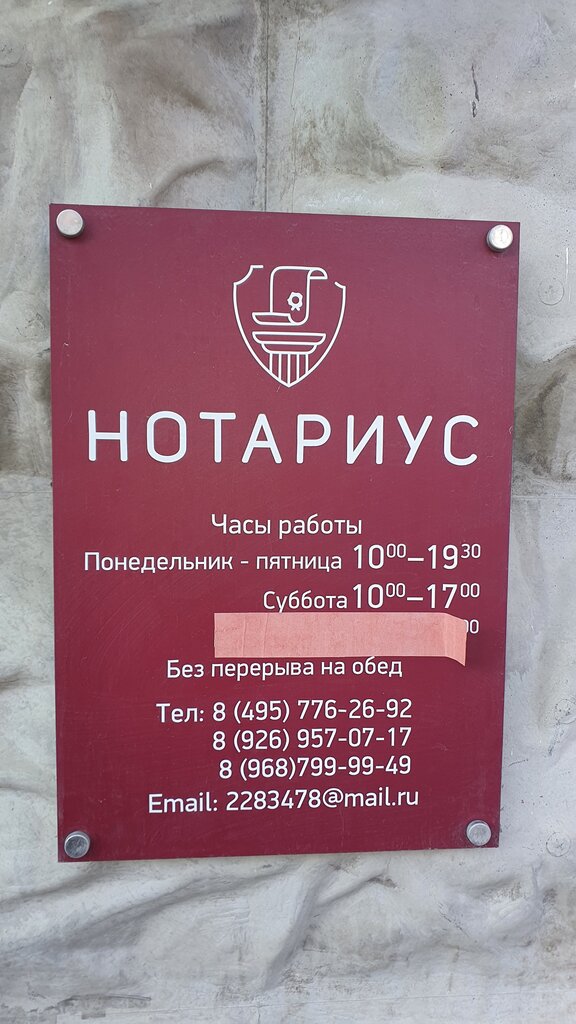 НОТАРИУС
Часы работы
Понедельник - пятница 10⁰⁰–19³⁰
Суббота 10⁰⁰–17⁰⁰
Без перерыва на обед
Тел: 8 (495) 776-26-92
8 (926) 957-07-17
8 (968)799-99-49
Email: 2283478@mail.ru